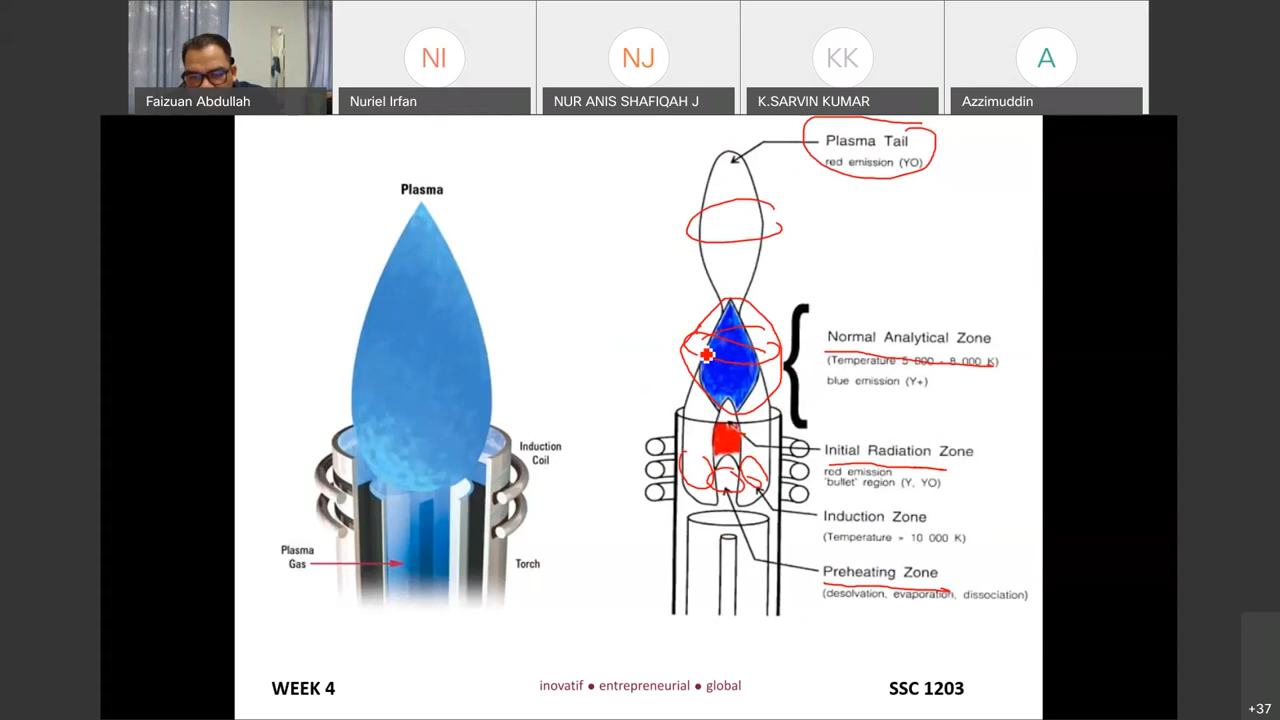 NI
NJ
KK
A
Faizuan Abdullah
Nuriel Irfan
NUR ANIS SHAFIQAH J
K.SARVIN KUMAR
Azzimuddin
Plasma
Induction
Coil
Plasma
Gas
Torch
Plasma Tail
red emission (YO)
Normal Analytical Zone
(Temperature 5 800 - 8 000 K)
blue emission (Y+)
Initial Radiation Zone
red emission
'bullet' region (Y, YO)
Induction Zone
(Temperature = 10 000 K)
Preheating Zone
(desolvation, evaporation, dissociation)
WEEK 4
inovatif ● entrepreneurial ● global
SSC 1203
+37